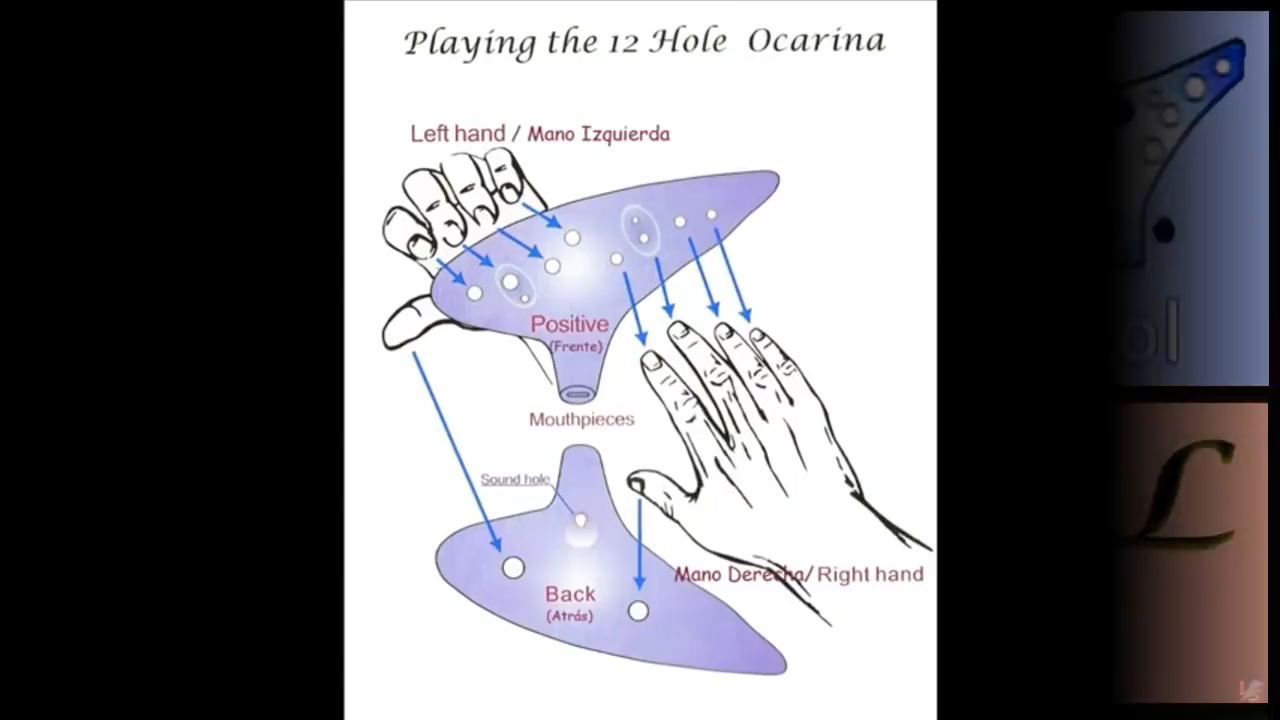 Playing the 12 Hole Ocarina
Left hand / Mano Izquierda
Positive
(Frente)
Mouthpieces
Sound hole
Back
(Atrás)
Mano Derecha/ Right hand
ol
L